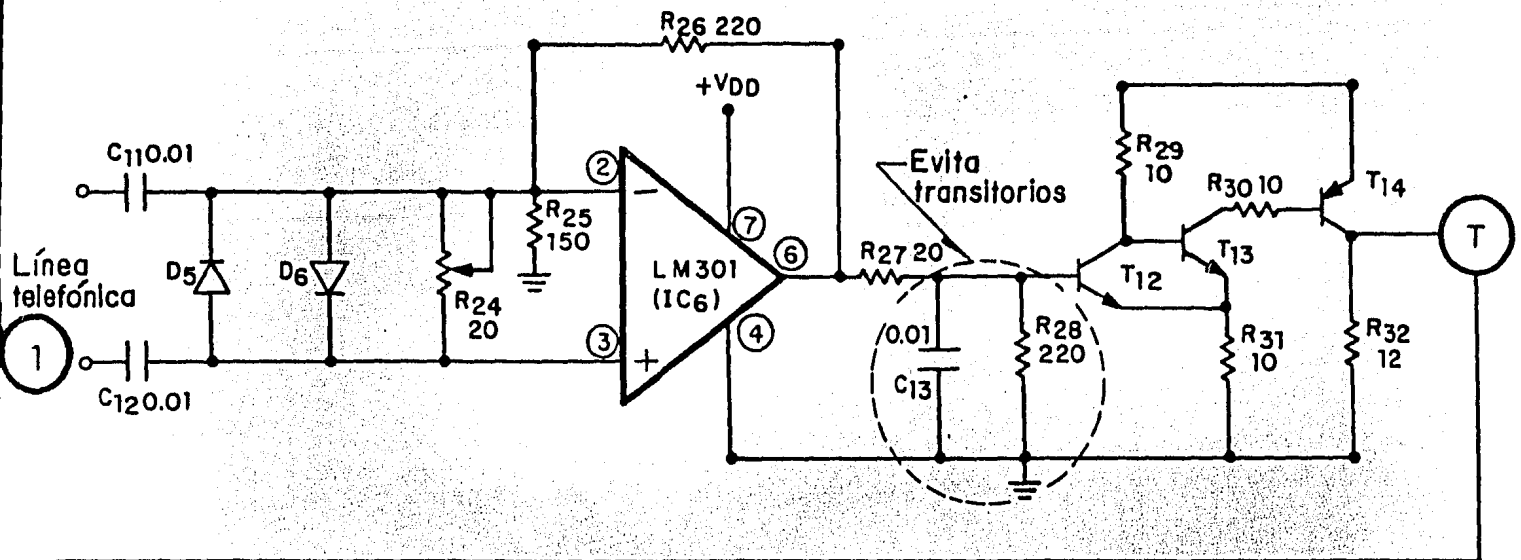 R26 220
+VDD
C11 0.01
Evita
transitorios
R29
10
R30 10
T14
2
−
R25
150
7
6
T
Línea
telefónica
D5
D6
LM301
(IC6)
R27 20
T12
T13
R24
20
1
3
+
4
0.01
C13
R28
220
R31
10
R32
12
C12 0.01